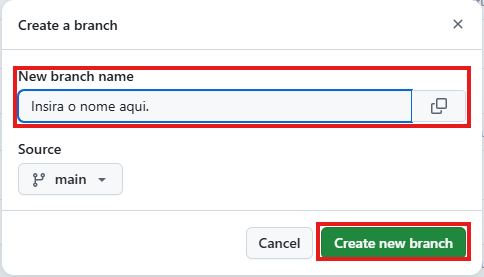 Create a branch
New branch name
Insira o nome aqui.
Source
main
Cancel
Create new branch